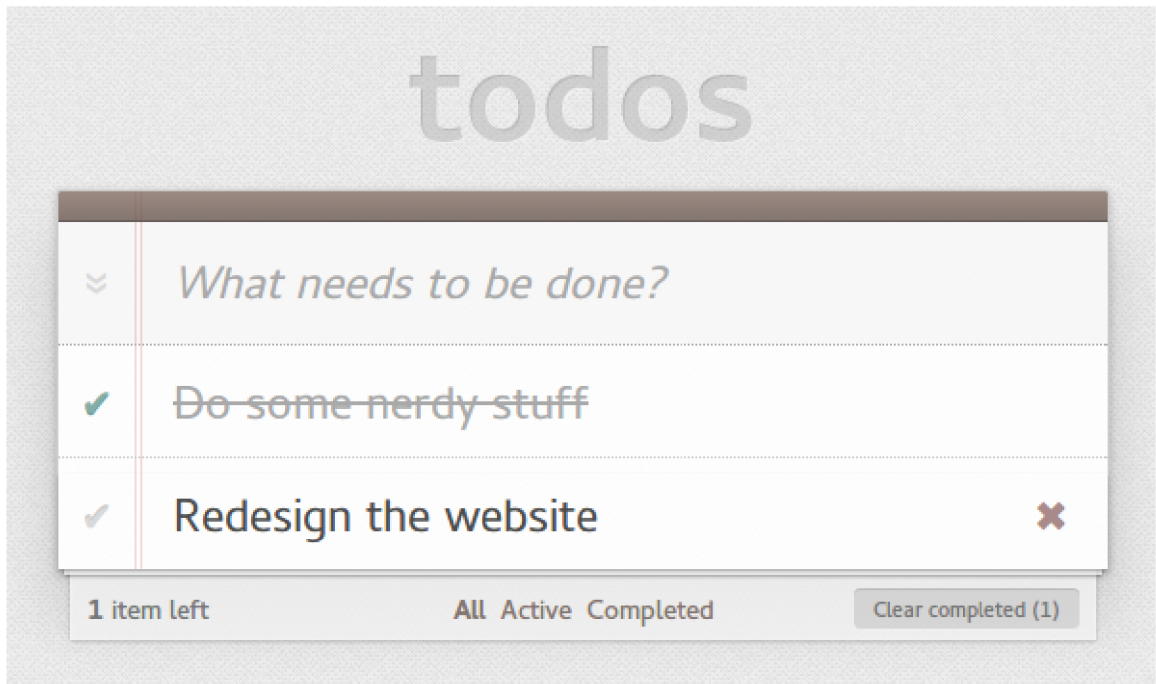 todos
What needs to be done?
Do some nerdy stuff
Redesign the website
1 item left All Active Completed Clear completed (1)